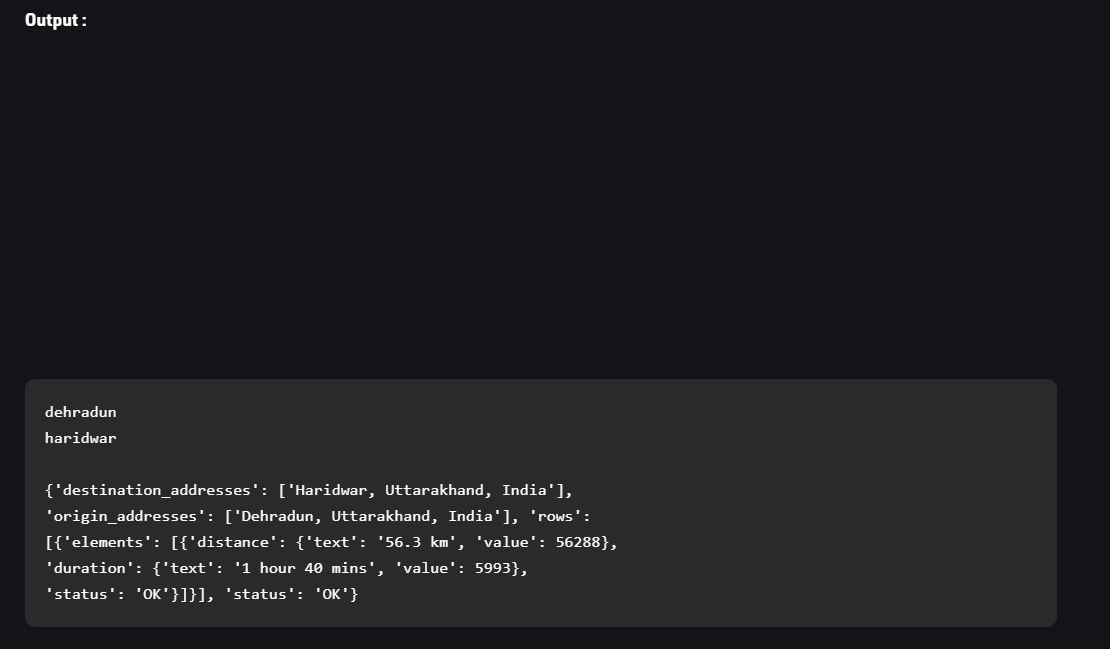 Output :
dehradun
haridwar
{'destination_addresses': ['Haridwar, Uttarakhand, India'],
'origin_addresses': ['Dehradun, Uttarakhand, India'], 'rows':
[{'elements': [{'distance': {'text': '56.3 km', 'value': 56288},
'duration': {'text': '1 hour 40 mins', 'value': 5993},
'status': 'OK'}]}], 'status': 'OK'}